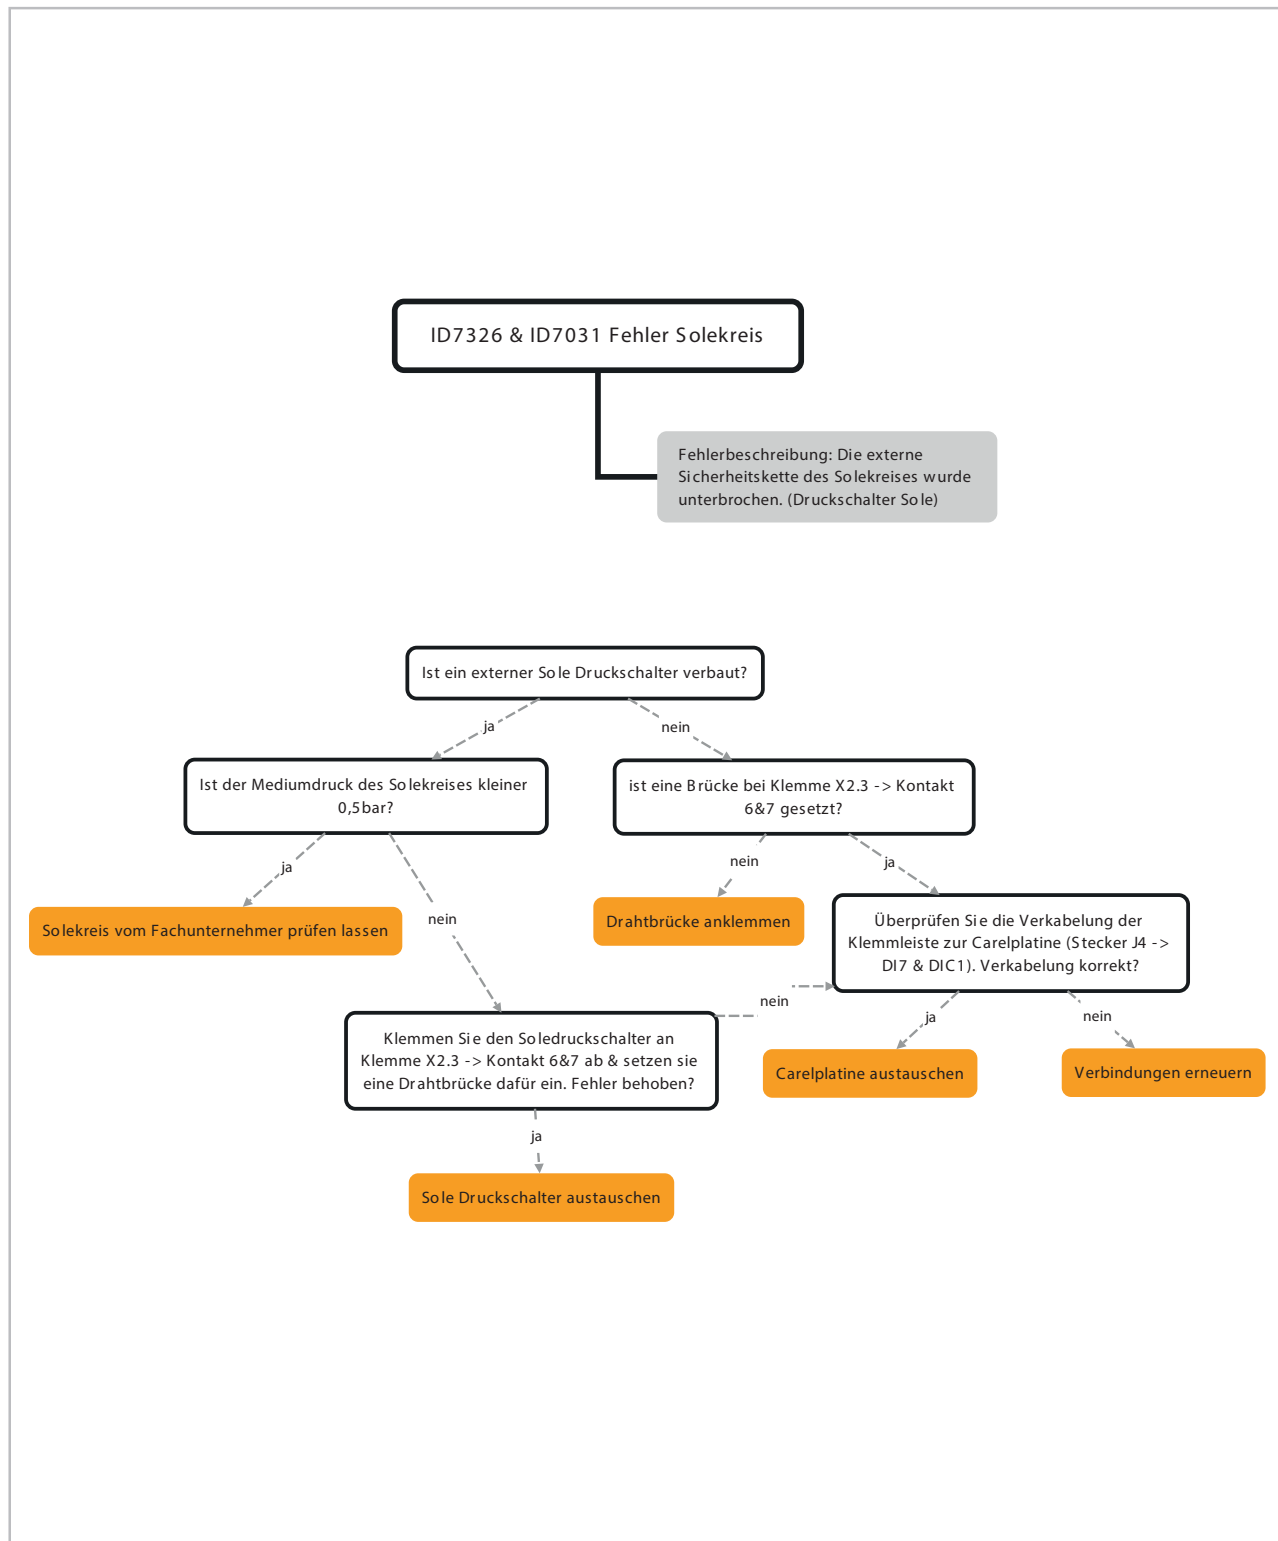 ID7326 & ID7031 Fehler Solekreis
Fehlerbeschreibung: Die externe
Sicherheitskette des Solekreises wurde
unterbrochen. (Druckschalter Sole)
Ist ein externer Sole Druckschalter verbaut?
ja
nein
Ist der Mediumdruck des Solekreises kleiner
0,5bar?
ist eine Brücke bei Klemme X2.3 -> Kontakt
6&7 gesetzt?
ja
nein
nein
ja
Solekreis vom Fachunternehmer prüfen lassen
Drahtbrücke anklemmen
Überprüfen Sie die Verkabelung der
Klemmleiste zur Carelplatine (Stecker J4 ->
DI7 & DIC1). Verkabelung korrekt?
nein
Klemmen Sie den Soledruckschalter an
Klemme X2.3 -> Kontakt 6&7 ab & setzen sie
eine Drahtbrücke dafür ein. Fehler behoben?
ja
nein
Carelplatine austauschen
Verbindungen erneuern
ja
Sole Druckschalter austauschen